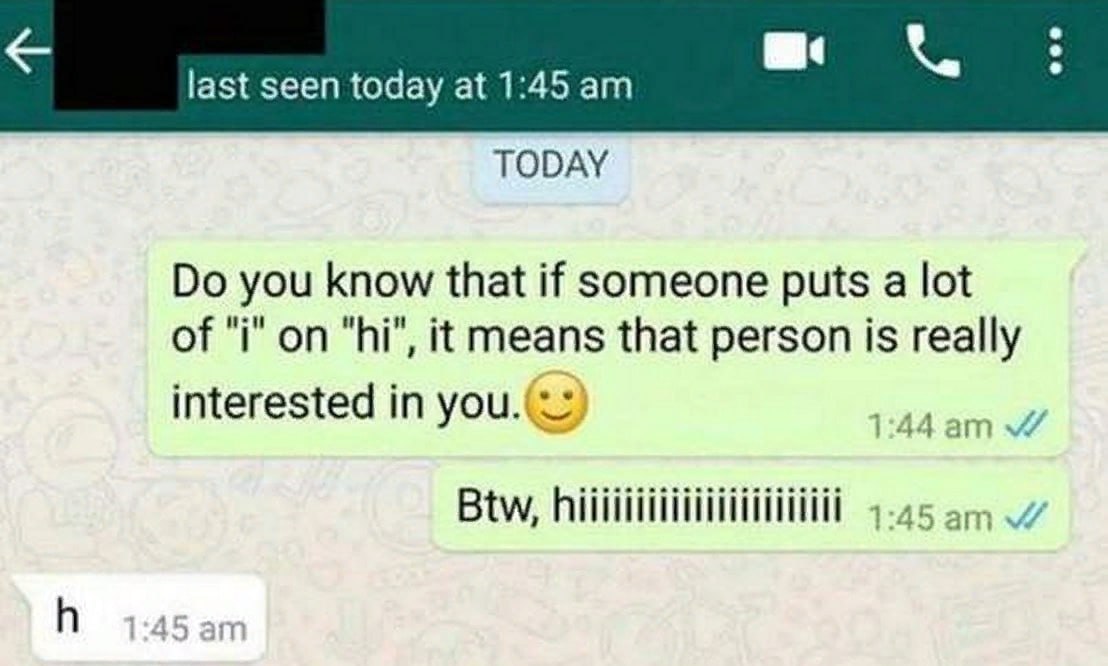 last seen today at 1:45 am
TODAY
Do you know that if someone puts a lot
of "i" on "hi", it means that person is really
interested in you.🙂
1:44 am
Btw, hiiiiiiiiiiiiiiiiiiiiiii 1:45 am
h 1:45 am